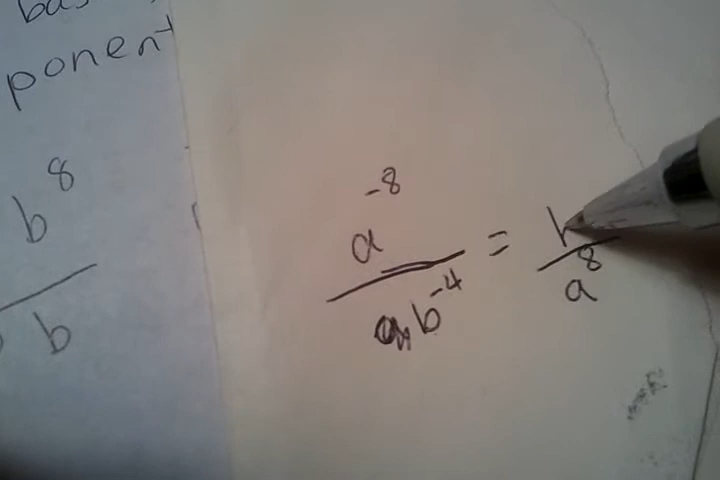 ponent
b^8
b
a^-8 / b^-4 = / a^8